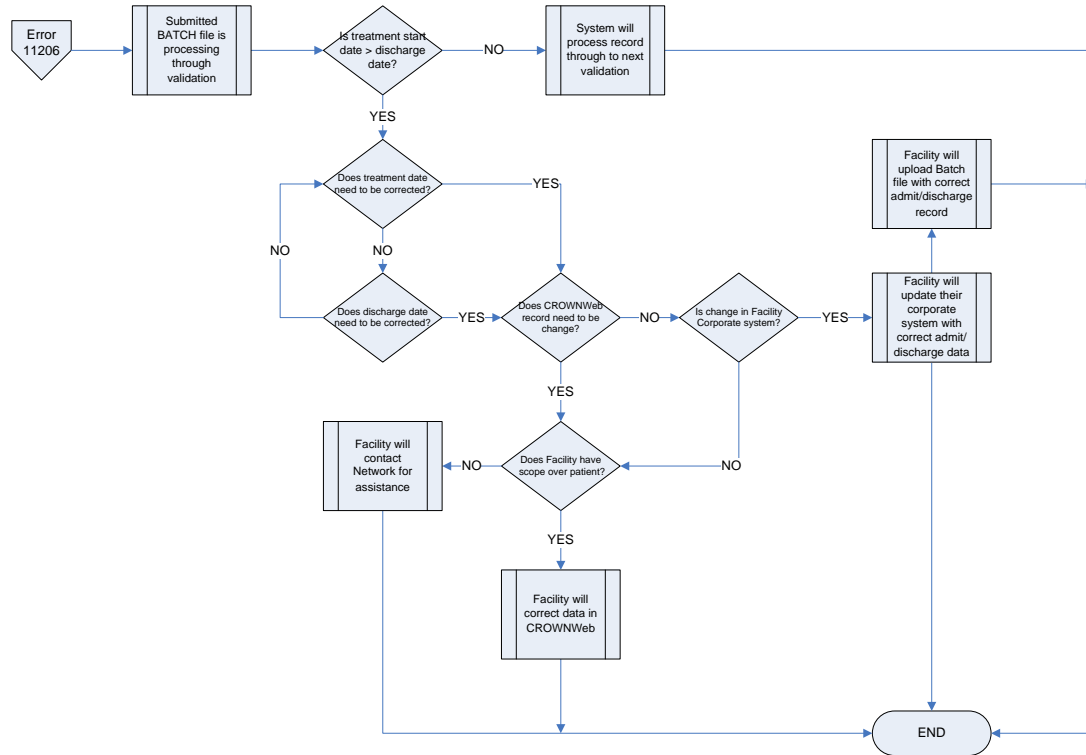 Error
11206
Submitted
BATCH file is
processing
through
validation
Is treatment start
date > discharge
date?
NO
System will
process record
through to next
validation
YES
Does treatment date
need to be corrected?
YES
Facility will
upload Batch
file with correct
admit/discharge
record
NO
NO
Does discharge date
need to be corrected?
YES
Does CROWNWeb
record need to be
change?
NO
Is change in Facility
Corporate system?
YES
Facility will
update their
corporate
system with
correct admit/
discharge data
YES
Facility will
contact
Network for
assistance
NO
Does Facility have
scope over patient?
NO
YES
Facility will
correct data in
CROWNWeb
END